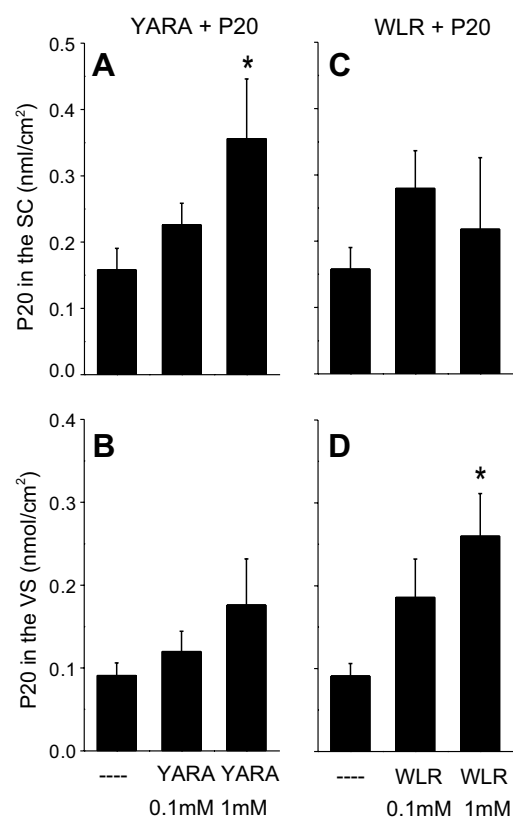 YARA + P20
WLR + P20
A
*
C
P20 in the SC (nml/cm²)
0.5
0.4
0.3
0.2
0.1
0.0
B
D
*
P20 in the VS (nmol/cm²)
0.4
0.3
0.2
0.1
0.0
---- YARA YARA
0.1mM 1mM
---- WLR WLR
0.1mM 1mM